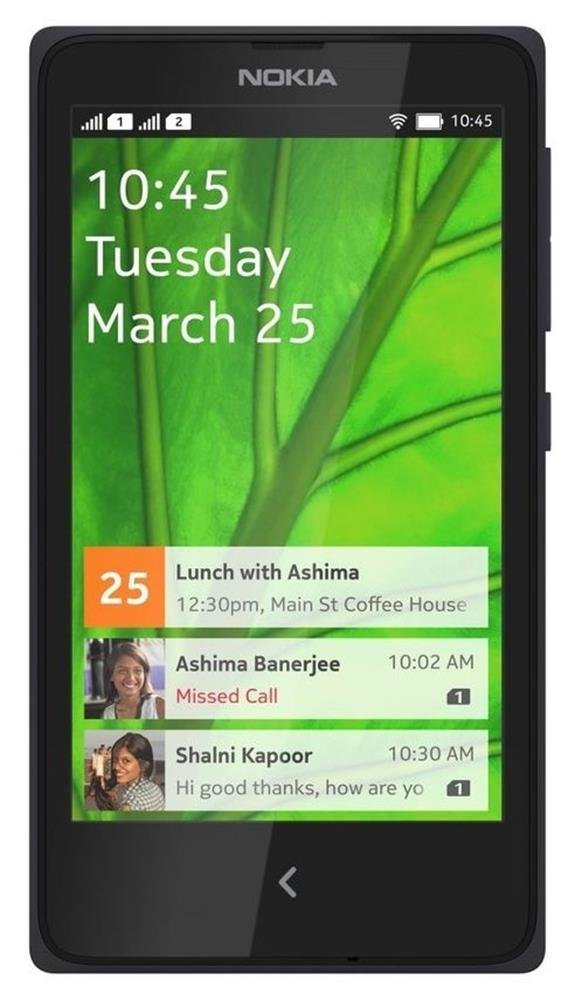 NOKIA
1 2 10:45
10:45
Tuesday
March 25
25
Lunch with Ashima
12:30pm, Main St Coffee House
Ashima Banerjee 10:02 AM
Missed Call 1
Shalni Kapoor 10:30 AM
Hi good thanks, how are yo 1